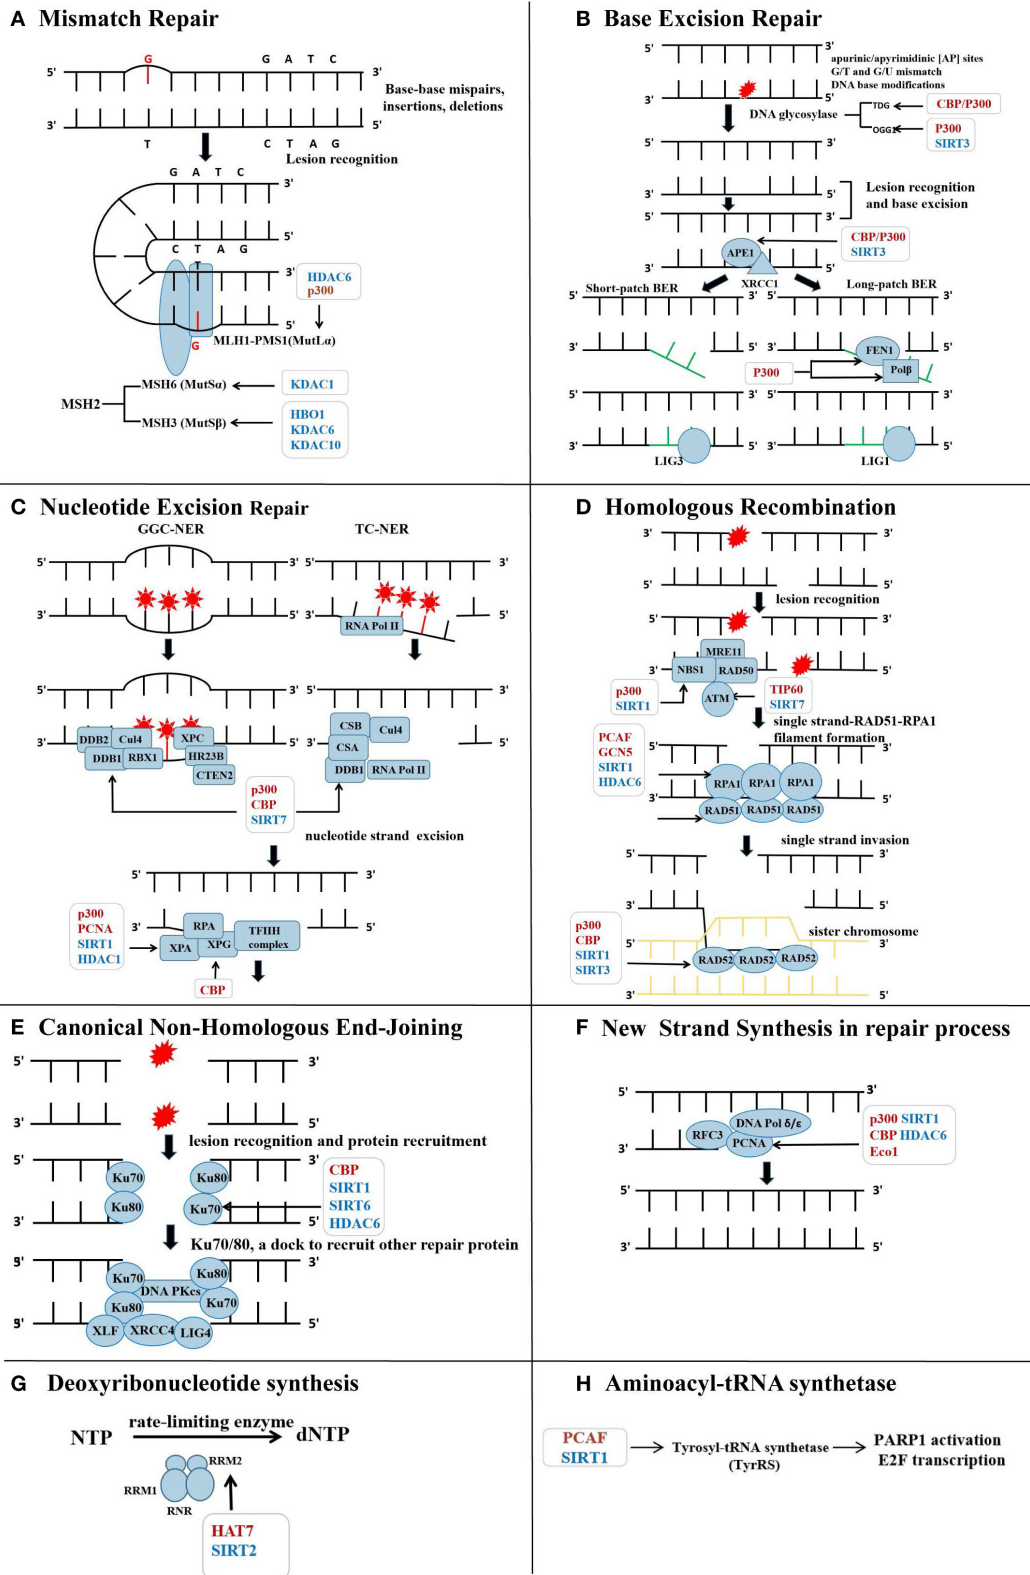 A Mismatch Repair
G
G A T C
5'
3'
Base-base mispairs,
insertions, deletions
3'
5'
T
C T A G
Lesion recognition
G A T C
3'
5'
C T A G
T
3'
HDAC6
p300
5'
G
MLH1-PMS1(MutLα)
MSH6 (MutSα)
KDAC1
MSH2
MSH3 (MutSβ)
HBO1
KDAC6
KDAC10
B Base Excision Repair
5'
3'
apurinic/apyrimidinic [AP] sites
G/T and G/U mismatch
DNA base modifications
3'
5'
DNA glycosylase
TDG
CBP/P300
OGG1
P300
SIRT3
5'
3'
3'
5'
Lesion recognition
and base excision
5'
3'
CBP/P300
SIRT3
APE1
3'
5'
XRCC1
Short-patch BER
Long-patch BER
5'
3'
5'
3'
3'
5'
3'
FEN1
5'
P300
Polβ
5'
3'
5'
3'
3'
5'
3'
5'
LIG3
LIG1
C Nucleotide Excision Repair
GGC-NER
TC-NER
5'
3'
5'
3'
3'
5'
3'
RNA Pol II
5'
5'
3'
5'
3'
3'
DDB2
Cul4
XPC
5'
DDB1
RBX1
HR23B
CTEN2
3'
CSB
Cul4
CSA
5'
DDB1
RNA Pol II
p300
CBP
SIRT7
nucleotide strand excision
5'
3'
p300
PCNA
SIRT1
HDAC1
3'
RPA
5'
XPA
XPG
TFIIH
complex
CBP
D Homologous Recombination
3'
3'
5'
5'
lesion recognition
5'
3'
MRE11
3'
NBS1
RAD50
5'
p300
SIRT1
ATM
TIP60
SIRT7
single strand-RAD51-RPA1
filament formation
PCAF
GCN5
SIRT1
HDAC6
5'
3'
RPA1
RPA1
RPA1
3'
5'
RAD51
RAD51
RAD51
single strand invasion
5'
3'
3'
5'
p300
CBP
SIRT1
SIRT3
sister chromosome
5'
3'
RAD52
RAD52
RAD52
3'
5'
E Canonical Non-Homologous End-Joining
5'
3'
3'
5'
lesion recognition and protein recruitment
5'
3'
Ku70
Ku80
CBP
SIRT1
SIRT6
HDAC6
3'
Ku80
Ku70
5'
Ku70/80, a dock to recruit other repair protein
3'
Ku70
Ku80
DNA PKcs
Ku80
Ku70
5'
XLF
XRCC4
LIG4
F New Strand Synthesis in repair process
5'
3'
DNA Pol δ/ε
RFC3
PCNA
3'
5'
p300 SIRT1
CBP HDAC6
Eco1
5'
3'
3'
5'
G Deoxyribonucleotide synthesis
NTP
rate-limiting enzyme
dNTP
RRM2
RRM1
RNR
HAT7
SIRT2
H Aminoacyl-tRNA synthetase
PCAF
SIRT1
Tyrosyl-tRNA synthetase
(TyrRS)
PARP1 activation
E2F transcription